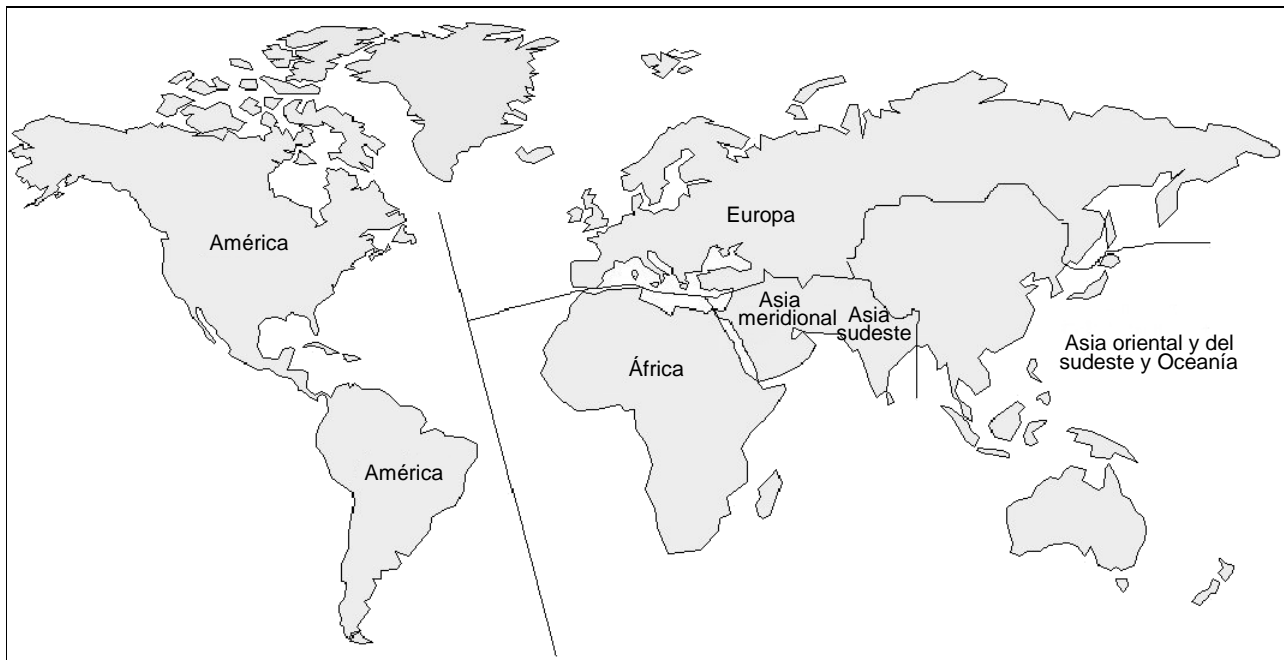 Europa
América
Asia
meridional
Asia
sudeste
Asia oriental y del
sudeste y Oceanía
África
América